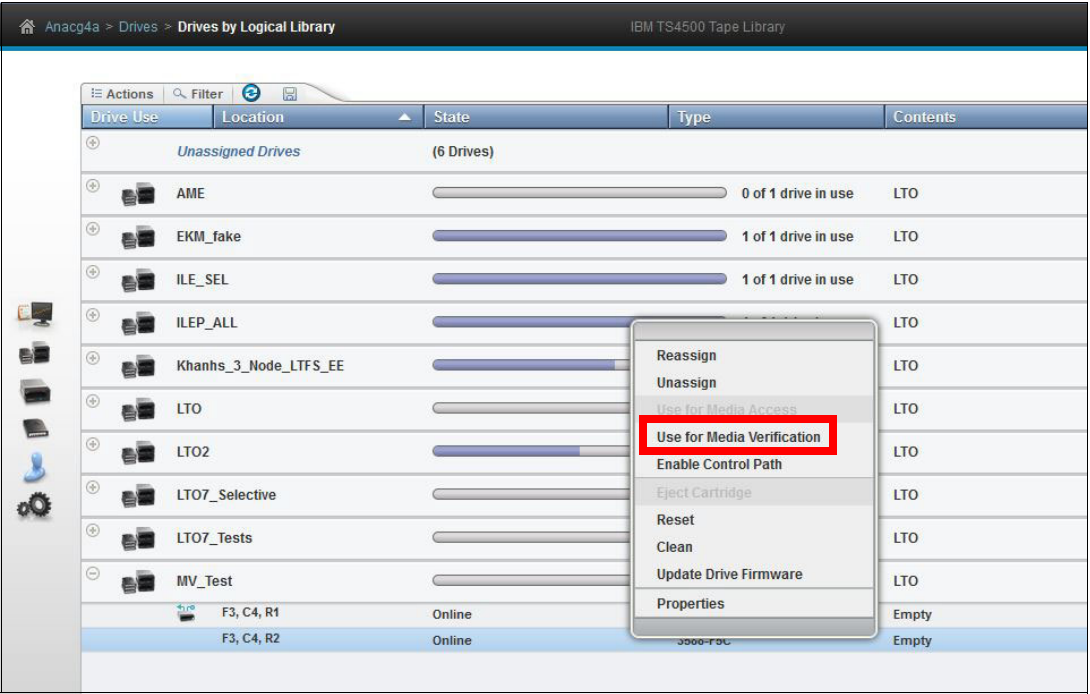 Anacg4a > Drives > Drives by Logical Library IBM TS4500 Tape Library
Actions Filter
Drive Use Location State Type Contents
Unassigned Drives (6 Drives)
AME 0 of 1 drive in use LTO
EKM_fake 1 of 1 drive in use LTO
ILE_SEL 1 of 1 drive in use LTO
ILEP_ALL LTO
Khanhs_3_Node_LTFS_EE LTO
LTO LTO
LTO2 LTO
LTO7_Selective LTO
LTO7_Tests LTO
MV_Test LTO
F3, C4, R1 Online Empty
F3, C4, R2 Online Empty
Reassign
Unassign
Use for Media Access
Use for Media Verification
Enable Control Path
Eject Cartridge
Reset
Clean
Update Drive Firmware
Properties